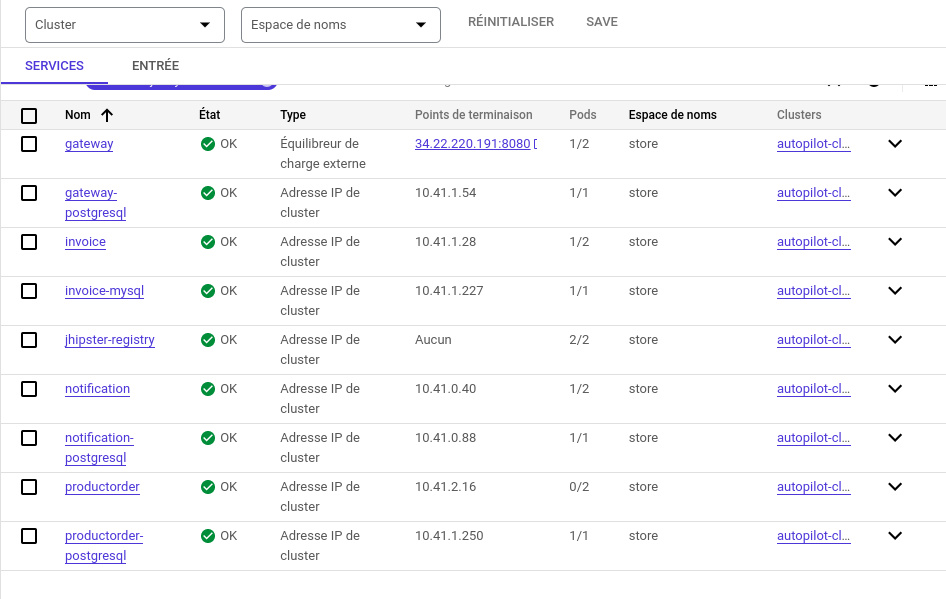 Cluster Espace de noms RÉINITIALISER SAVE
SERVICES ENTRÉE
Nom État Type Points de terminaison Pods Espace de noms Clusters
gateway OK Équilibreur de 34.22.220.191:8080 1/2 store autopilot-cl…
charge externe
gateway- OK Adresse IP de 10.41.1.54 1/1 store autopilot-cl…
postgresql cluster
invoice OK Adresse IP de 10.41.1.28 1/2 store autopilot-cl…
cluster
invoice-mysql OK Adresse IP de 10.41.1.227 1/1 store autopilot-cl…
cluster
jhipster-registry OK Adresse IP de Aucun 2/2 store autopilot-cl…
cluster
notification OK Adresse IP de 10.41.0.40 1/2 store autopilot-cl…
cluster
notification- OK Adresse IP de 10.41.0.88 1/1 store autopilot-cl…
postgresql cluster
productorder OK Adresse IP de 10.41.2.16 0/2 store autopilot-cl…
cluster
productorder- OK Adresse IP de 10.41.1.250 1/1 store autopilot-cl…
postgresql cluster